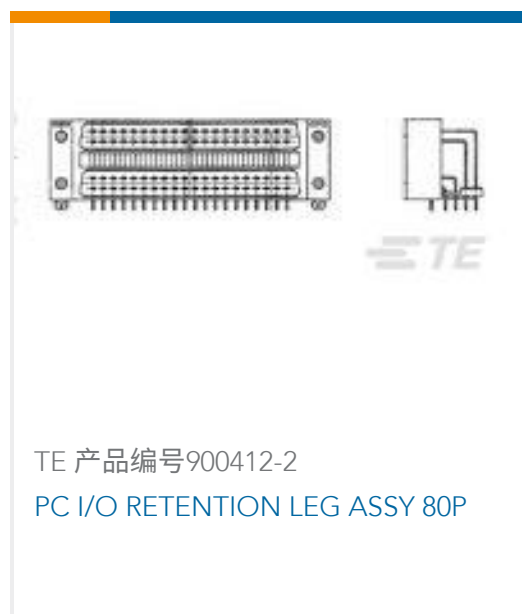 TE
TE 产品编号900412-2
PC I/O RETENTION LEG ASSY 80P